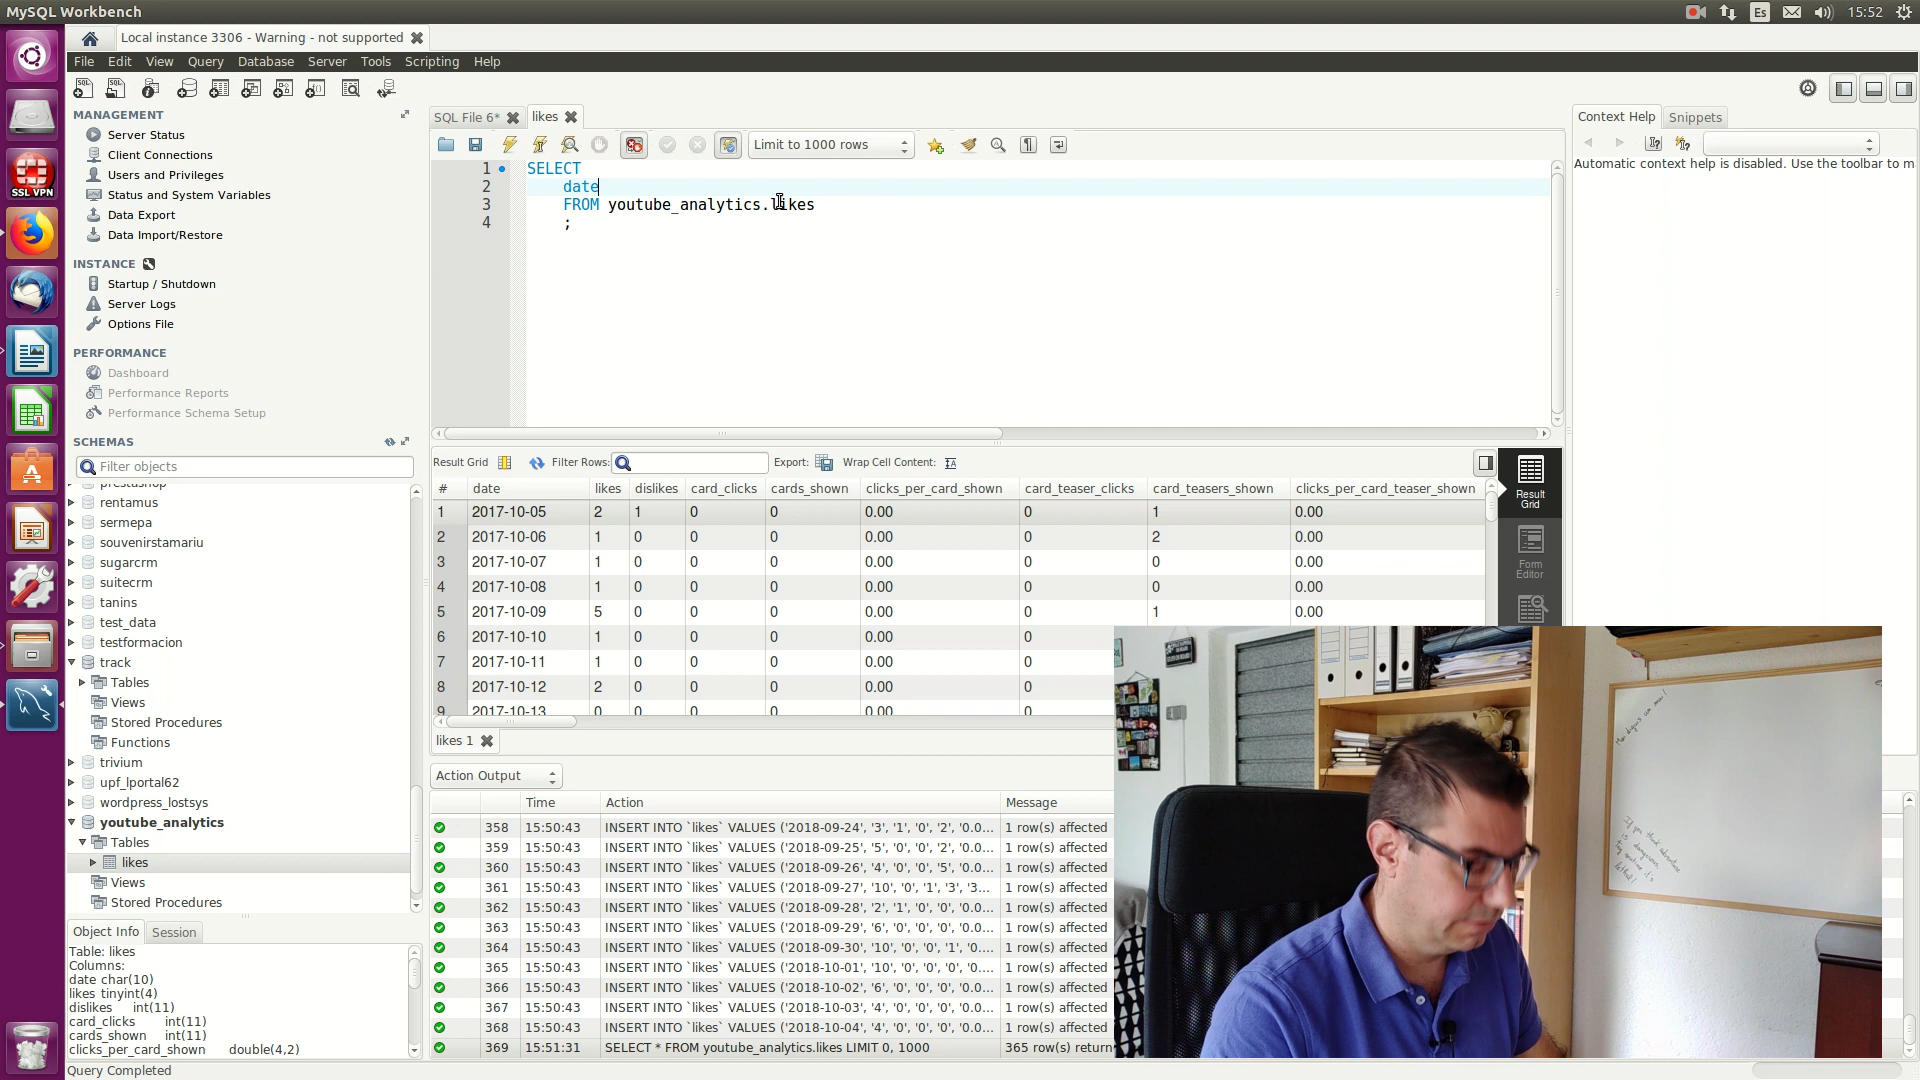 MySQL Workbench
Es
15:52
Local instance 3306 - Warning - not supported
File Edit View Query Database Server Tools Scripting Help
MANAGEMENT
Server Status
Client Connections
Users and Privileges
Status and System Variables
Data Export
Data Import/Restore
INSTANCE
Startup / Shutdown
Server Logs
Options File
PERFORMANCE
Dashboard
Performance Reports
Performance Schema Setup
SCHEMAS
Filter objects
prestashop
rentamus
sermepa
souvenirstamariu
sugarcrm
suitecrm
tanins
test_data
testformacion
track
Tables
Views
Stored Procedures
Functions
trivium
upf_lportal62
wordpress_lostsys
youtube_analytics
Tables
likes
Views
Stored Procedures
Object Info Session
Table: likes
Columns:
date char(10)
likes tinyint(4)
dislikes int(11)
card_clicks int(11)
cards_shown int(11)
clicks_per_card_shown double(4,2)
Query Completed
SSL VPN
SQL File 6* likes
Limit to 1000 rows
1 SELECT
2 date
3 FROM youtube_analytics.likes
4 ;
Result Grid Filter Rows: Export: Wrap Cell Content:
# date likes dislikes card_clicks cards_shown clicks_per_card_shown card_teaser_clicks card_teasers_shown clicks_per_card_teaser_shown
1 2017-10-05 2 1 0 0 0.00 0 1 0.00
2 2017-10-06 1 0 0 0 0.00 0 2 0.00
3 2017-10-07 1 0 0 0 0.00 0 0 0.00
4 2017-10-08 1 0 0 0 0.00 0 0 0.00
5 2017-10-09 5 0 0 0 0.00 0 1 0.00
6 2017-10-10 1 0 0 0 0.00 0
7 2017-10-11 1 0 0 0 0.00 0
8 2017-10-12 2 0 0 0 0.00 0
9 2017-10-13 0 0 0 0 0.00 0
likes 1
Action Output
Time Action Message
358 15:50:43 INSERT INTO `likes` VALUES ('2018-09-24', '3', '1', '0', '2', '0.0... 1 row(s) affected
359 15:50:43 INSERT INTO `likes` VALUES ('2018-09-25', '5', '0', '0', '2', '0.0... 1 row(s) affected
360 15:50:43 INSERT INTO `likes` VALUES ('2018-09-26', '4', '0', '0', '5', '0.0... 1 row(s) affected
361 15:50:43 INSERT INTO `likes` VALUES ('2018-09-27', '10', '0', '1', '3', '3... 1 row(s) affected
362 15:50:43 INSERT INTO `likes` VALUES ('2018-09-28', '2', '1', '0', '0', '0.0... 1 row(s) affected
363 15:50:43 INSERT INTO `likes` VALUES ('2018-09-29', '6', '0', '0', '0', '0.0... 1 row(s) affected
364 15:50:43 INSERT INTO `likes` VALUES ('2018-09-30', '10', '0', '0', '1', '0.... 1 row(s) affected
365 15:50:43 INSERT INTO `likes` VALUES ('2018-10-01', '10', '0', '0', '0', '0.... 1 row(s) affected
366 15:50:43 INSERT INTO `likes` VALUES ('2018-10-02', '6', '0', '0', '0', '0.0... 1 row(s) affected
367 15:50:43 INSERT INTO `likes` VALUES ('2018-10-03', '4', '0', '0', '0', '0.0... 1 row(s) affected
368 15:50:43 INSERT INTO `likes` VALUES ('2018-10-04', '4', '0', '0', '0', '0.0... 1 row(s) affected
369 15:51:31 SELECT * FROM youtube_analytics.likes LIMIT 0, 1000 365 row(s) return
Result
Grid
Form
Editor
Context Help Snippets
Automatic context help is disabled. Use the toolbar to m